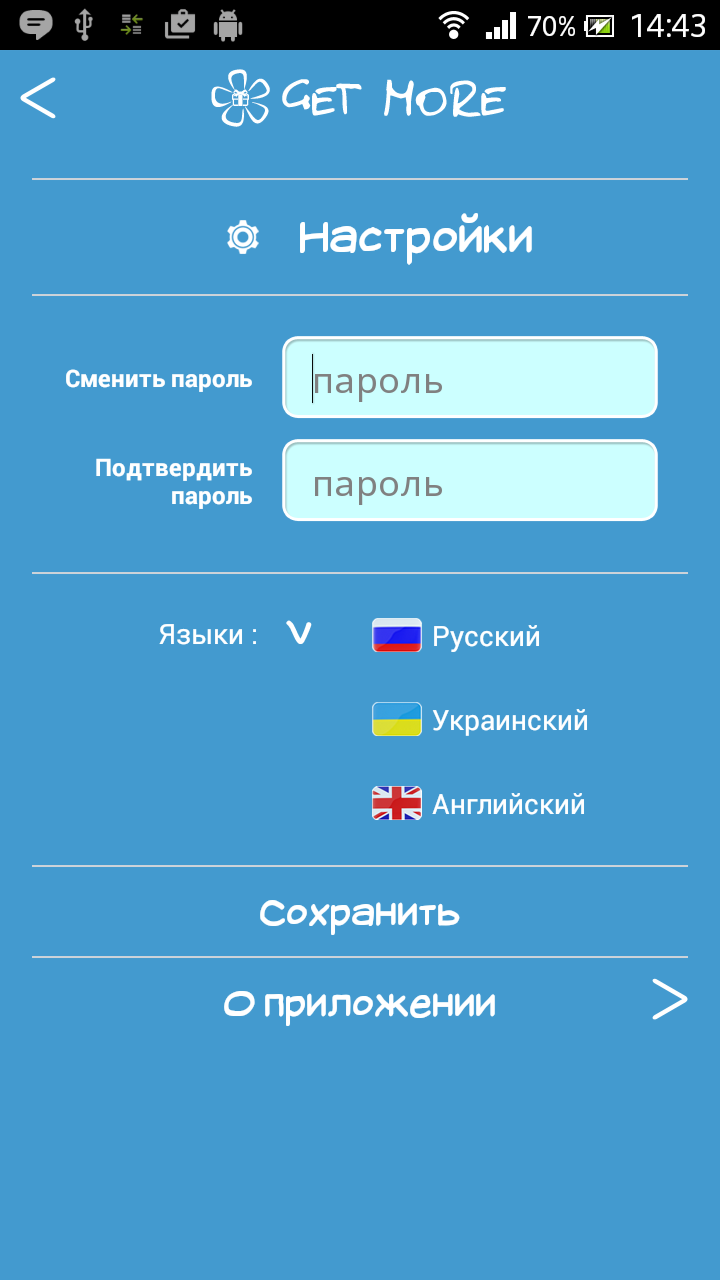 70% 14:43
GET MORE
Настройки
Сменить пароль
пароль
Подтвердить
пароль
пароль
Языки :
Русский
Украинский
Английский
Сохранить
О приложении